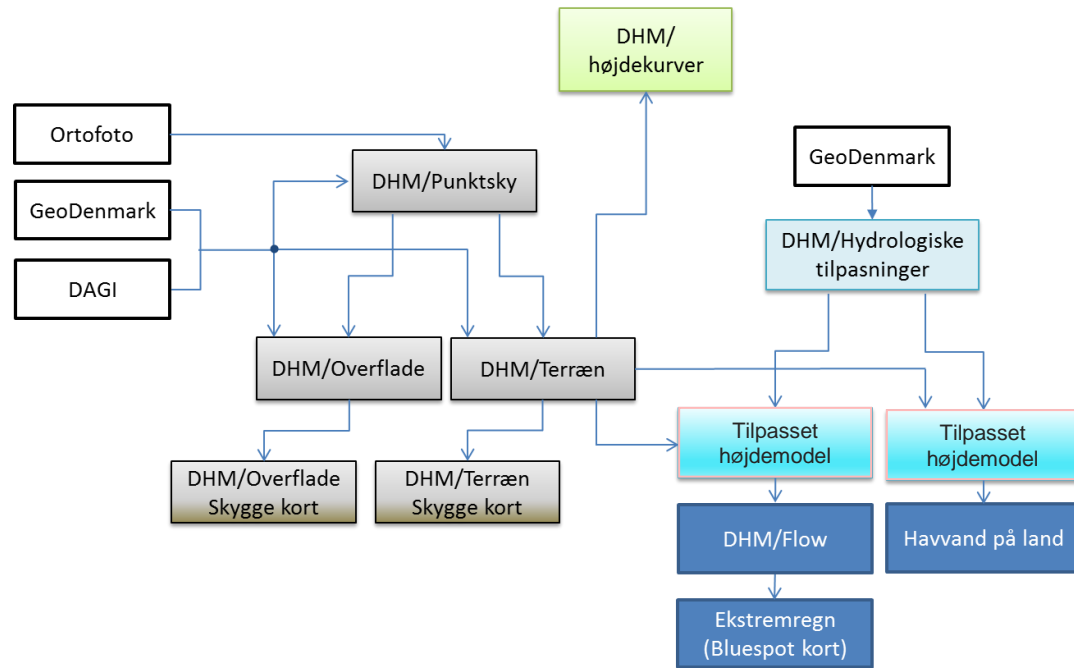 DHM/
højdekurver
Ortofoto
GeoDenmark
DHM/Punktsky
GeoDenmark
DHM/Hydrologiske
tilpasninger
DAGI
DHM/Overflade
DHM/Terræn
Tilpasset
højdemodel
Tilpasset
højdemodel
DHM/Overflade
Skygge kort
DHM/Terræn
Skygge kort
DHM/Flow
Havvand på land
Ekstremregn
(Bluespot kort)